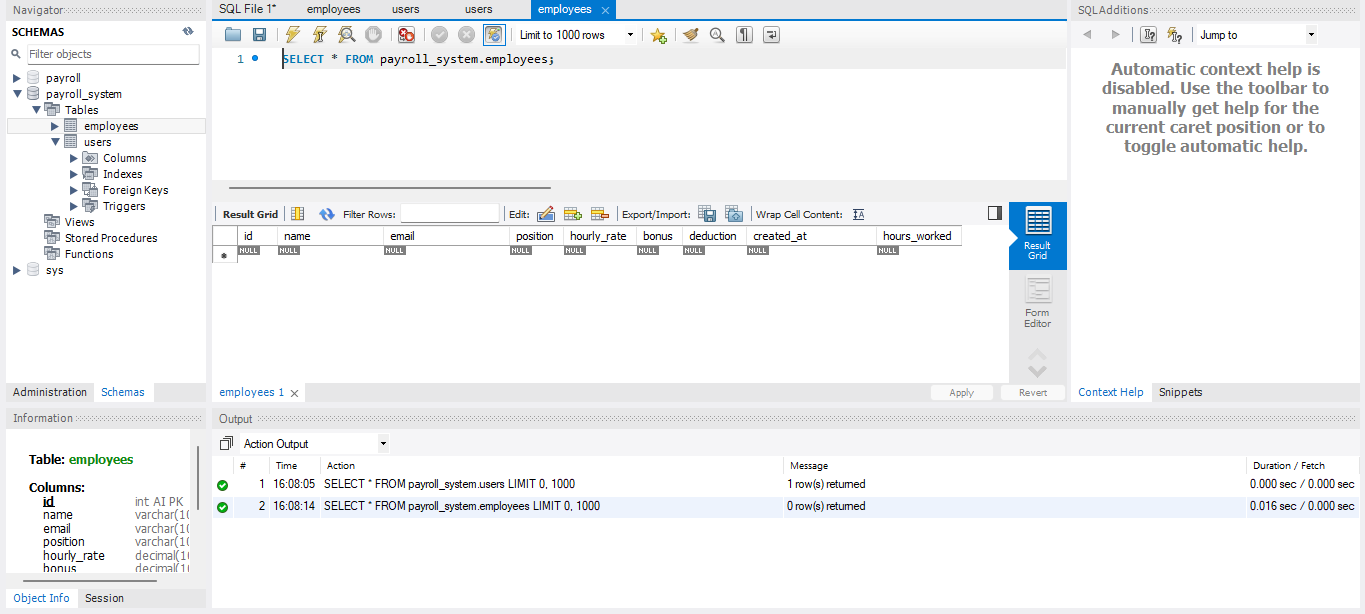 Navigator
SCHEMAS
Filter objects
payroll
payroll_system
Tables
employees
users
Columns
Indexes
Foreign Keys
Triggers
Views
Stored Procedures
Functions
sys
Administration Schemas
Information
Table: employees
Columns:
id int AI PK
name varchar(10
email varchar(10
position varchar(10
hourly_rate decimal(10
bonus decimal(10
Object Info Session
SQL File 1* employees users users employees
Limit to 1000 rows
1 SELECT * FROM payroll_system.employees;
Result Grid Filter Rows: Edit: Export/Import: Wrap Cell Content:
id name email position hourly_rate bonus deduction created_at hours_worked
NULL NULL NULL NULL NULL NULL NULL NULL NULL
Result
Grid
Form
Editor
employees 1 Apply Revert
Output
Action Output
# Time Action Message Duration / Fetch
1 16:08:05 SELECT * FROM payroll_system.users LIMIT 0, 1000 1 row(s) returned 0.000 sec / 0.000 sec
2 16:08:14 SELECT * FROM payroll_system.employees LIMIT 0, 1000 0 row(s) returned 0.016 sec / 0.000 sec
SQLAdditions
Jump to
Automatic context help is
disabled. Use the toolbar to
manually get help for the
current caret position or to
toggle automatic help.
Context Help Snippets